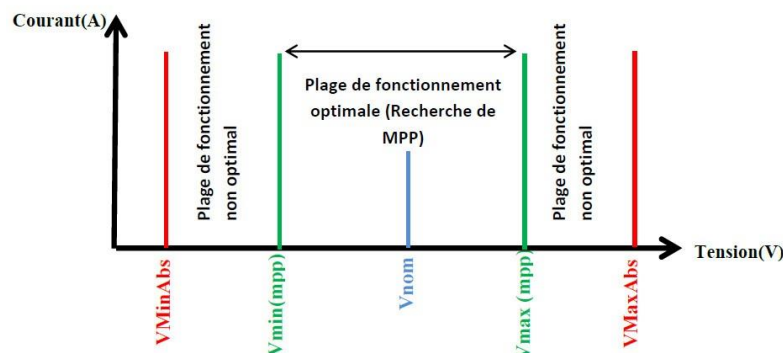 Courant(A)
Plage de fonctionnement
non optimal
Plage de fonctionnement
optimale (Recherche de
MPP)
Plage de fonctionnement
non optimal
Tension(V)
VMinAbs
Vmin(mpp)
Vnom
Vmax (mpp)
VMaxAbs